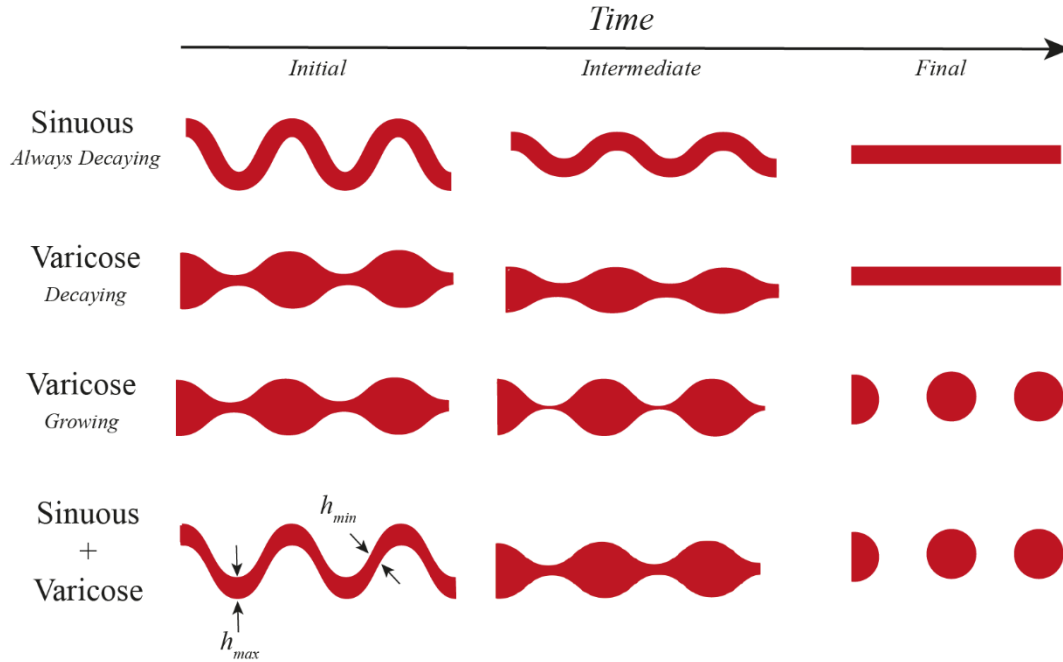 Time
Initial Intermediate Final
Sinuous
Always Decaying
Varicose
Decaying
Varicose
Growing
Sinuous
+
Varicose
h_min
h_max